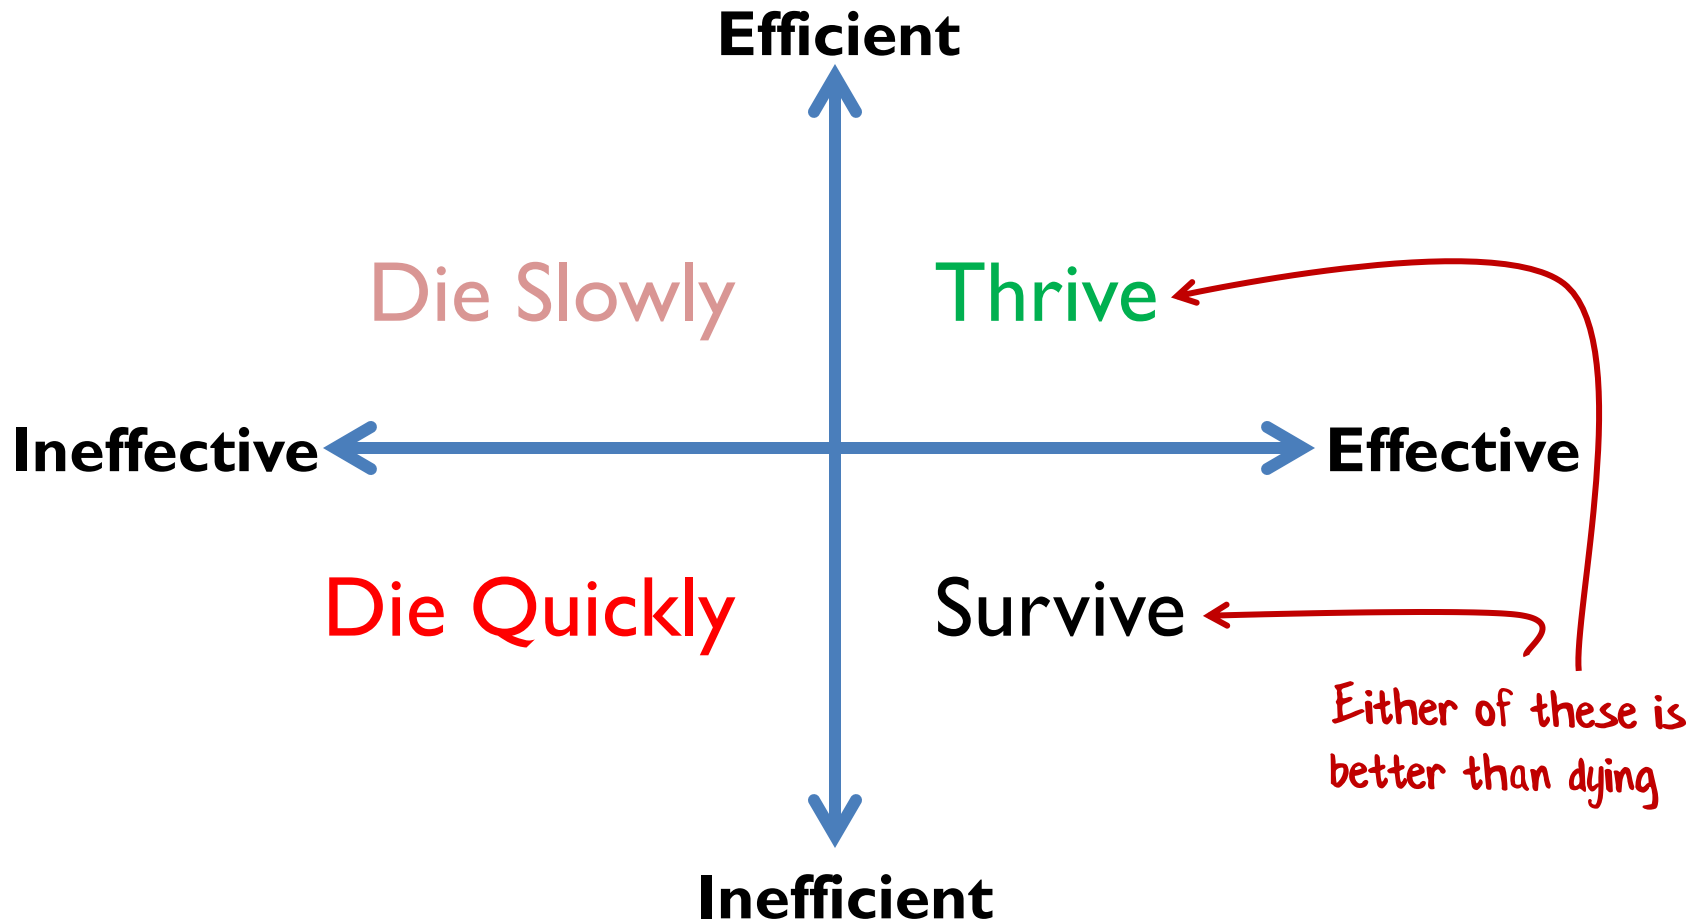 Efficient
Die Slowly
Thrive
Ineffective
Effective
Die Quickly
Survive
Either of these is
better than dying
Inefficient